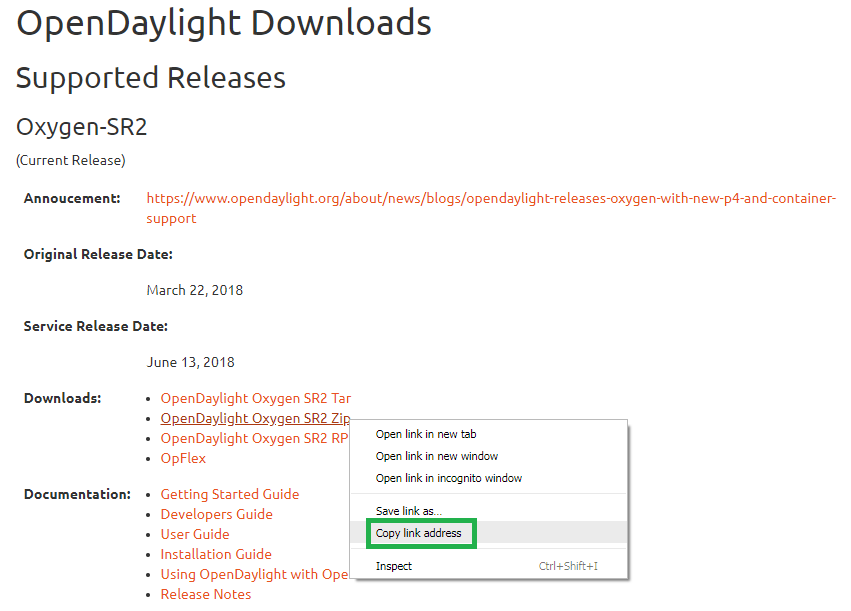 OpenDaylight Downloads
Supported Releases
Oxygen-SR2
(Current Release)
Annoucement: https://www.opendaylight.org/about/news/blogs/opendaylight-releases-oxygen-with-new-p4-and-container-
support
Original Release Date:
March 22, 2018
Service Release Date:
June 13, 2018
Downloads: • OpenDaylight Oxygen SR2 Tar
• OpenDaylight Oxygen SR2 Zip
• OpenDaylight Oxygen SR2 RP
• OpFlex
Documentation: • Getting Started Guide
• Developers Guide
• User Guide
• Installation Guide
• Using OpenDaylight with Ope
• Release Notes
Open link in new tab
Open link in new window
Open link in incognito window
Save link as...
Copy link address
Inspect Ctrl+Shift+I